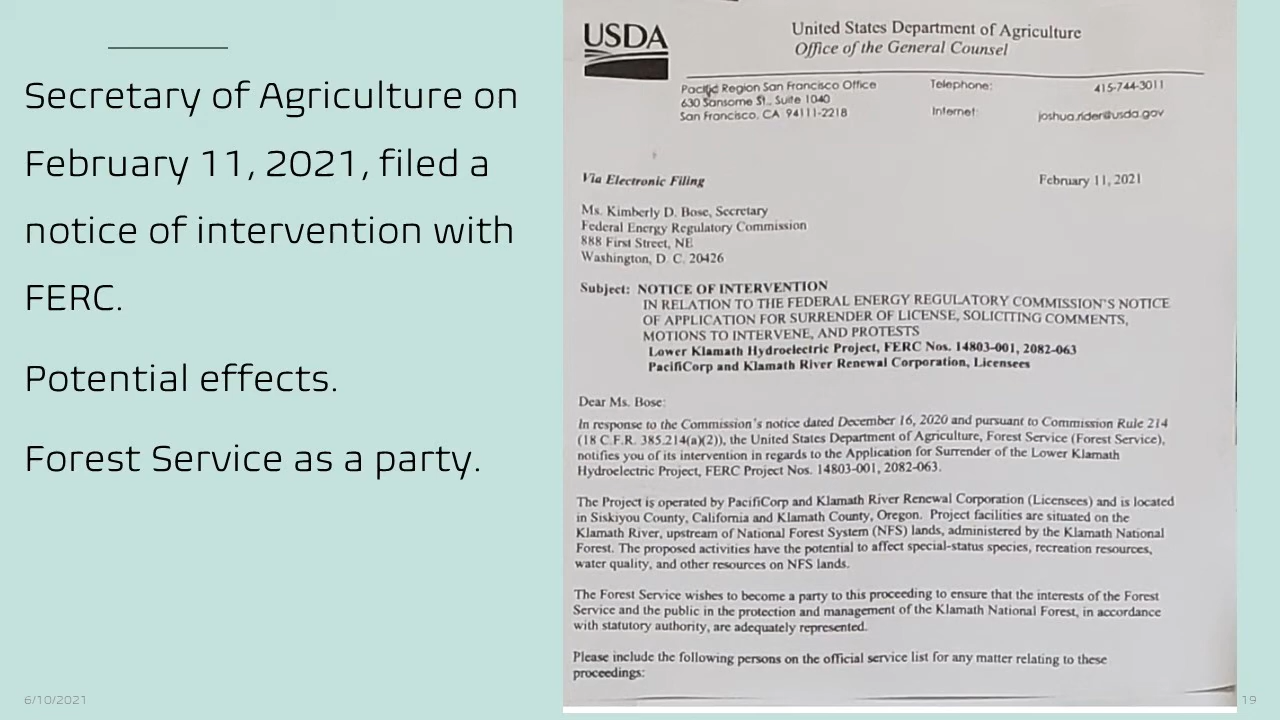 Secretary of Agriculture on
February 11, 2021, filed a
notice of intervention with
FERC.
Potential effects.
Forest Service as a party.
6/10/2021
USDA
United States Department of Agriculture
Office of the General Counsel
Pacific Region San Francisco Office
630 Sansome St., Suite 1040
San Francisco, CA 94111-2218
Telephone: 415-744-3011
Internet: joshua.rider@usda.gov
Via Electronic Filing
February 11, 2021
Ms. Kimberly D. Bose, Secretary
Federal Energy Regulatory Commission
888 First Street, NE
Washington, D. C. 20426
Subject: NOTICE OF INTERVENTION
IN RELATION TO THE FEDERAL ENERGY REGULATORY COMMISSION'S NOTICE
OF APPLICATION FOR SURRENDER OF LICENSE, SOLICITING COMMENTS,
MOTIONS TO INTERVENE, AND PROTESTS
Lower Klamath Hydroelectric Project, FERC Nos. 14803-001, 2082-063
PacifiCorp and Klamath River Renewal Corporation, Licensees
Dear Ms. Bose:
In response to the Commission's notice dated December 16, 2020 and pursuant to Commission Rule 214
(18 C.F.R. 385.214(a)(2)), the United States Department of Agriculture, Forest Service (Forest Service),
notifies you of its intervention in regards to the Application for Surrender of the Lower Klamath
Hydroelectric Project, FERC Project Nos. 14803-001, 2082-063.
The Project is operated by PacifiCorp and Klamath River Renewal Corporation (Licensees) and is located
in Siskiyou County, California and Klamath County, Oregon. Project facilities are situated on the
Klamath River, upstream of National Forest System (NFS) lands, administered by the Klamath National
Forest. The proposed activities have the potential to affect special-status species, recreation resources,
water quality, and other resources on NFS lands.
The Forest Service wishes to become a party to this proceeding to ensure that the interests of the Forest
Service and the public in the protection and management of the Klamath National Forest, in accordance
with statutory authority, are adequately represented.
Please include the following persons on the official service list for any matter relating to these
proceedings:
19